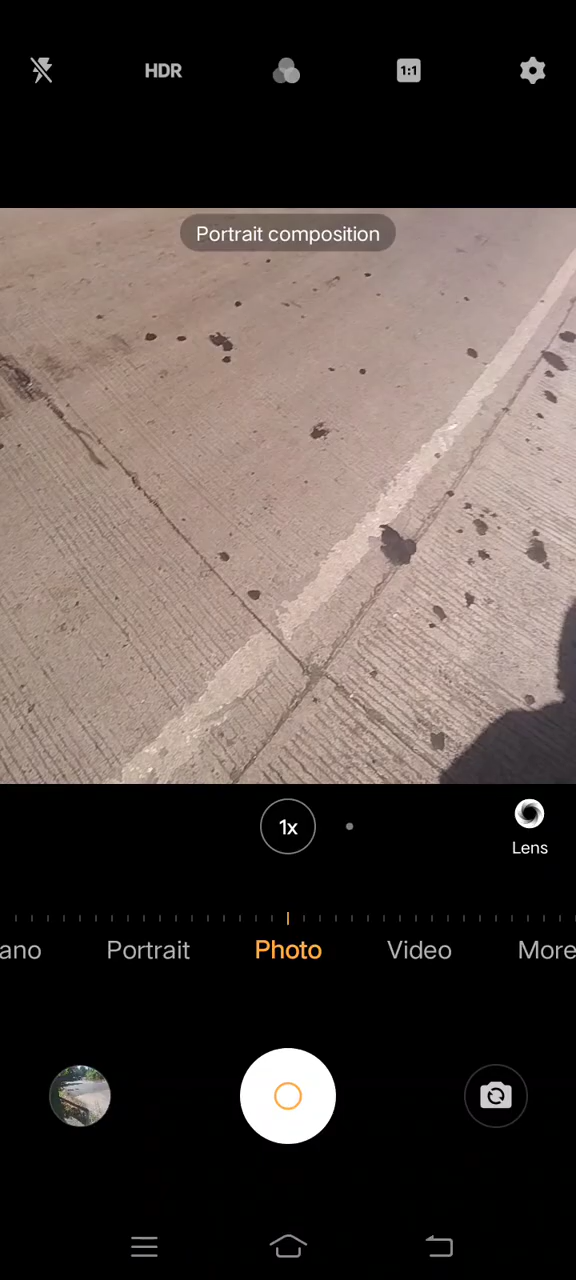 HDR
1:1
Portrait composition
1x
Lens
ano
Portrait
Photo
Video
More